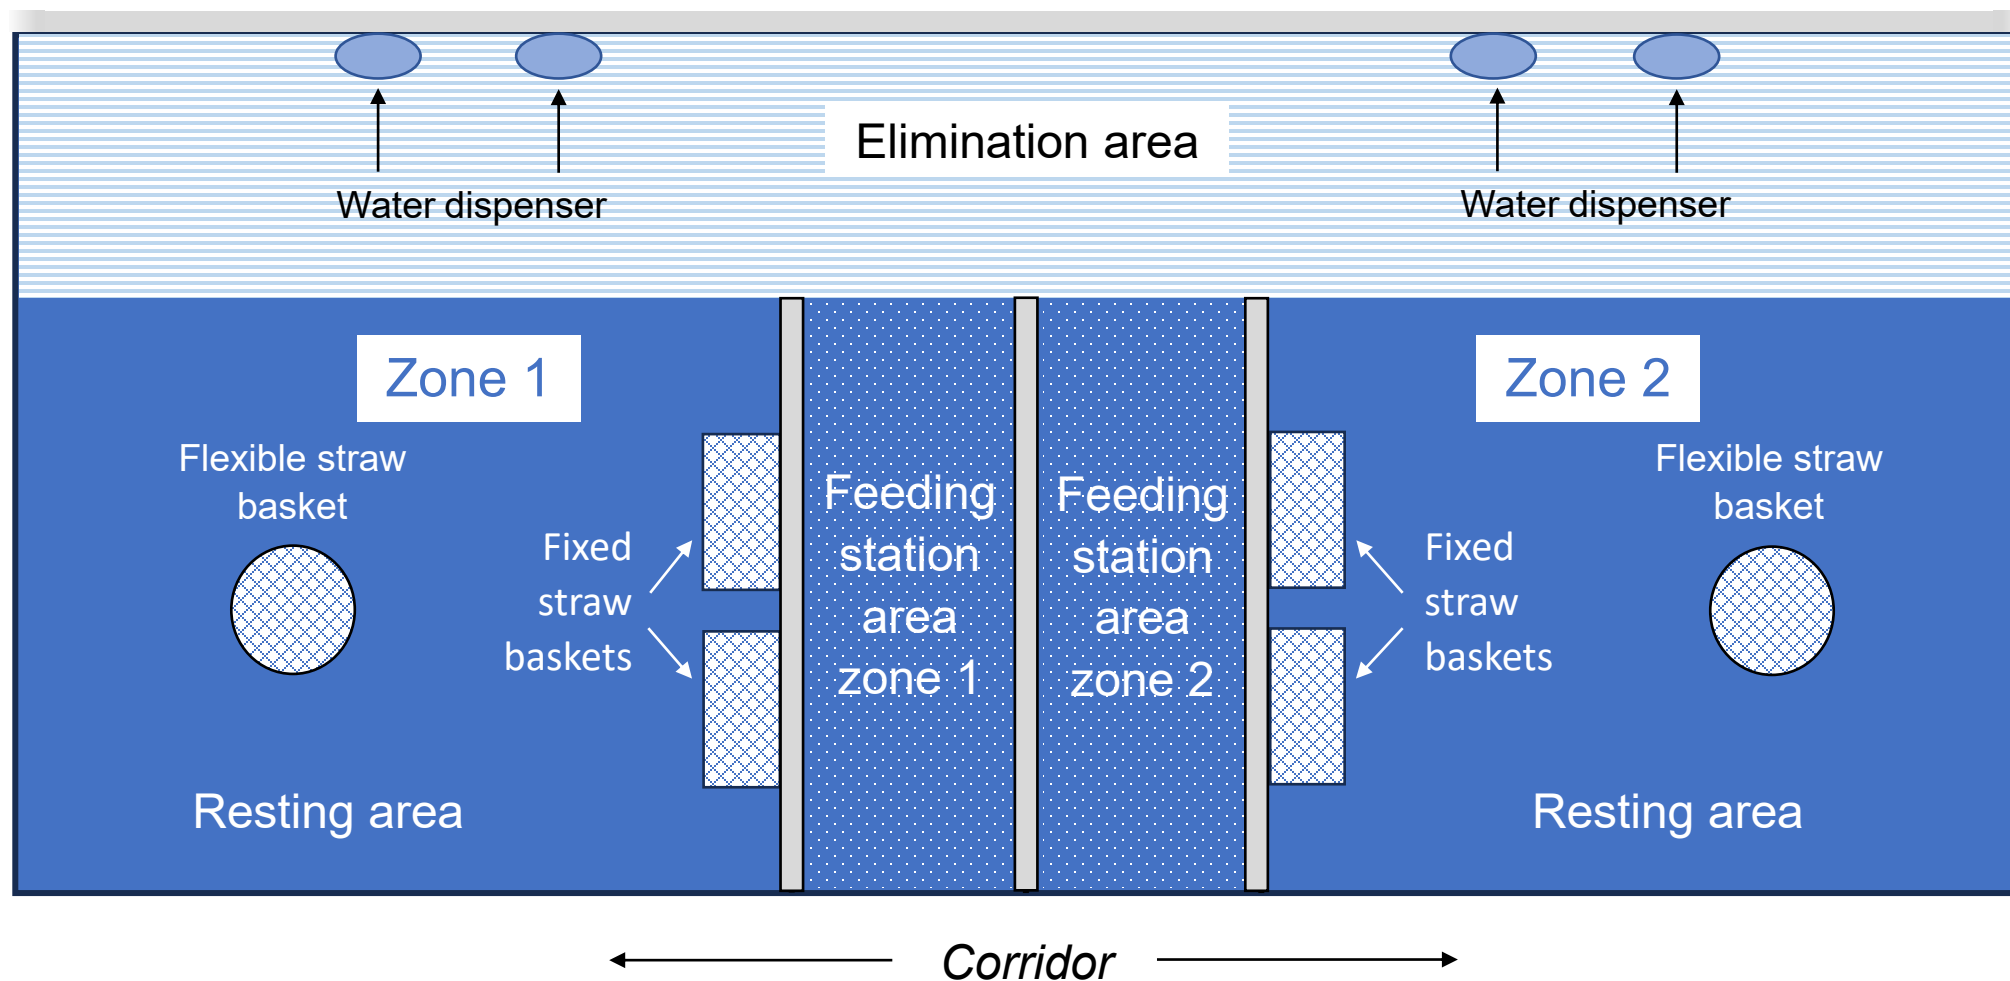 Elimination area
Water dispenser
Water dispenser
Zone 1
Flexible straw
basket
Fixed
straw
baskets
Resting area
Feeding
station
area
zone 1
Feeding
station
area
zone 2
Zone 2
Fixed
straw
baskets
Flexible straw
basket
Resting area
Corridor